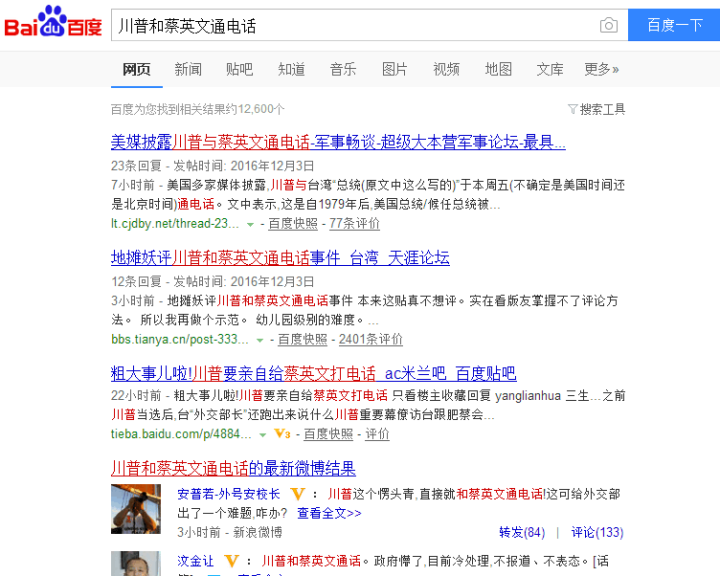 Bai du 百度
川普和蔡英文通电话
百度一下
网页 新闻 贴吧 知道 音乐 图片 视频 地图 文库 更多»
百度为您找到相关结果约12,600个
搜索工具
美媒披露川普与蔡英文通电话-军事畅谈-超级大本营军事论坛-最具...
23条回复 - 发帖时间: 2016年12月3日
7小时前 - 美国多家媒体披露,川普与台湾“总统(原文中这么写的)”于本周五(不确定是美国时间还
是北京时间)通电话。文中表示,这是自1979年后,美国总统/候任总统被...
lt.cjdby.net/thread-23... - 百度快照 - 77条评价
地摊妖评川普和蔡英文通电话事件_台湾_天涯论坛
12条回复 - 发帖时间: 2016年12月3日
3小时前 - 地摊妖评川普和蔡英文通电话事件 本来这贴真不想评。实在看版友掌握不了评论方
法。 所以我再做个示范。 幼儿园级别的难度。...
bbs.tianya.cn/post-333... - 百度快照 - 2401条评价
粗大事儿啦!川普要亲自给蔡英文打电话_ac米兰吧_百度贴吧
22小时前 - 粗大事儿啦!川普要亲自给蔡英文打电话 只看楼主收藏回复 yanglianhua 三生...之前
川普当选后,台“外交部长”还跑出来说什么川普重要幕僚访台跟肥禁会...
tieba.baidu.com/p/4884... V3 - 百度快照 - 评价
川普和蔡英文通电话的最新微博结果
安普若-外号安校长 V : 川普这个愣头青,直接就和蔡英文通电话!这可给外交部
出了一个难题,咋办? 查看全文>>
3小时前 - 新浪微博 转发(84) | 评论(133)
汶金让 V : 川普和蔡英文通话。政府懵了,目前冷处理,不报道、不表态。[话